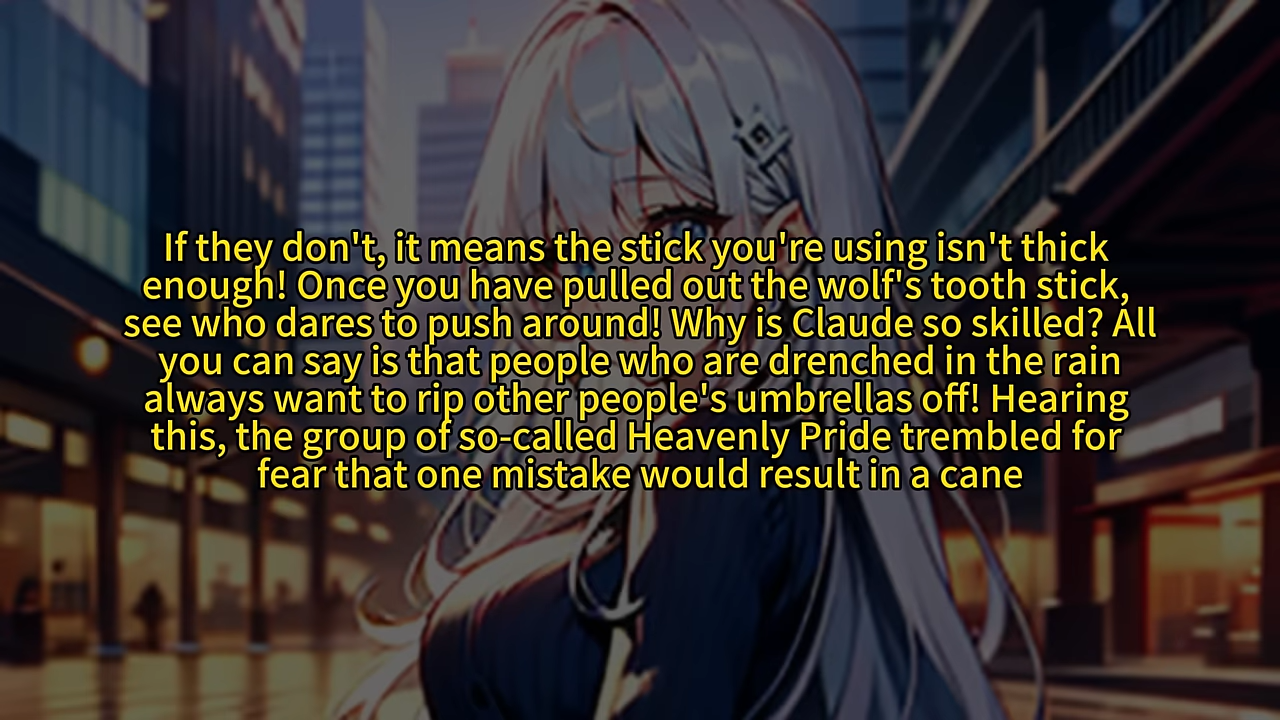 If they don't, it means the stick you're using isn't thick
enough! Once you have pulled out the wolf's tooth stick,
see who dares to push around! Why is Claude so skilled? All
you can say is that people who are drenched in the rain
always want to rip other people's umbrellas off! Hearing
this, the group of so-called Heavenly Pride trembled for
fear that one mistake would result in a cane